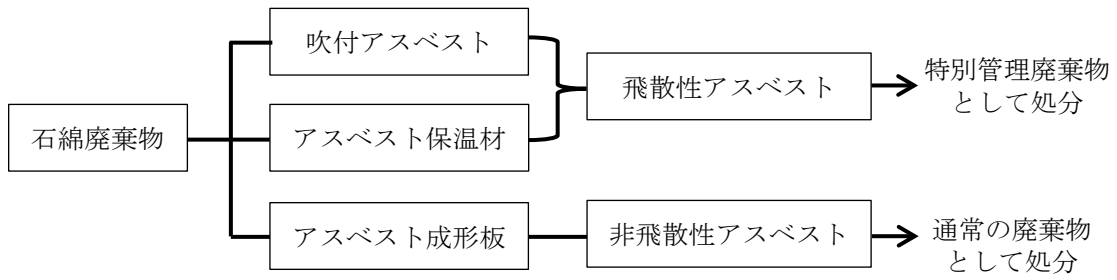 石綿廃棄物
吹付アスベスト
アスベスト保温材
アスベスト成形板
飛散性アスベスト
非飛散性アスベスト
特別管理廃棄物
として処分
通常の廃棄物
として処分